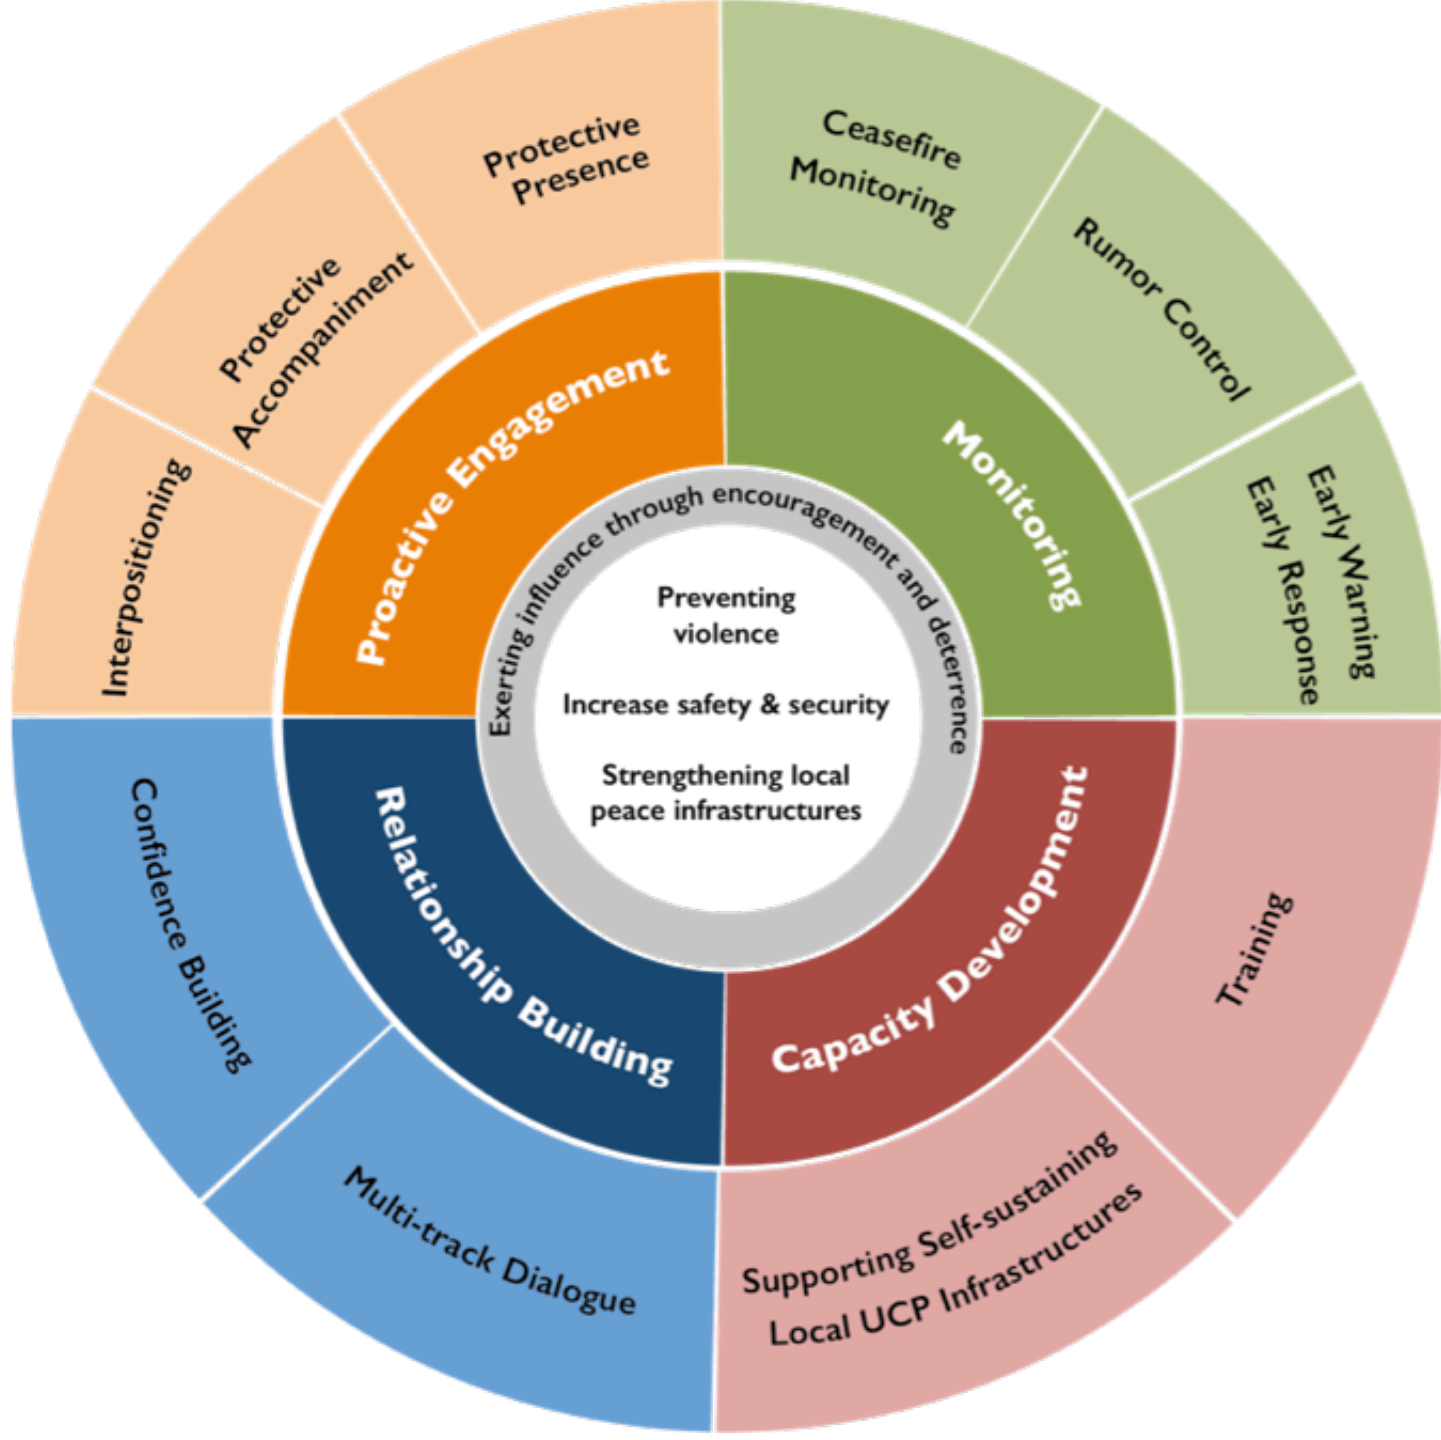 Protective
Presence
Ceasefire
Monitoring
Rumor Control
Early Warning
Early Response
Training
Supporting Self-sustaining
Local UCP Infrastructures
Multi-track Dialogue
Confidence Building
Interpositioning
Protective
Accompaniment
Proactive Engagement
Monitoring
Capacity Development
Relationship Building
Exerting influence through encouragement and deterrence
Preventing
violence
Increase safety & security
Strengthening local
peace infrastructures